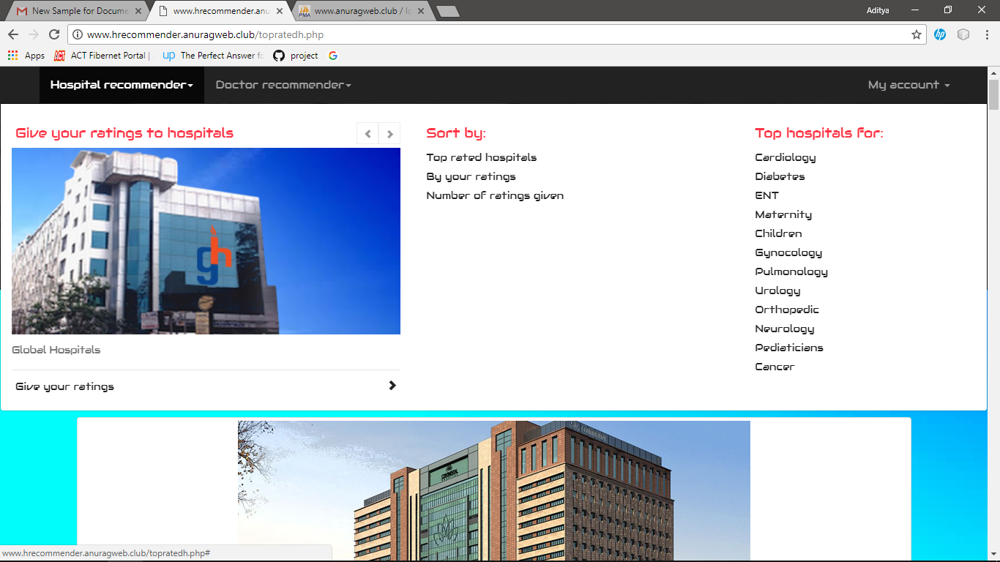 New Sample for Docume
www.hrecommender.anu
www.anuragweb.club / lo
Aditya
www.hrecommender.anuragweb.club/topratedh.php
Apps
ACT Fibernet Portal |
The Perfect Answer fo
project
Hospital recommender
Doctor recommender
My account
Give your ratings to hospitals
gh
Global Hospitals
Give your ratings
Sort by:
Top rated hospitals
By your ratings
Number of ratings given
Top hospitals for:
Cardiology
Diabetes
ENT
Maternity
Children
Gynocology
Pulmonology
Urology
Orthopedic
Neurology
Pediaticians
Cancer
CONTINENTAL
www.hrecommender.anuragweb.club/topratedh.php#